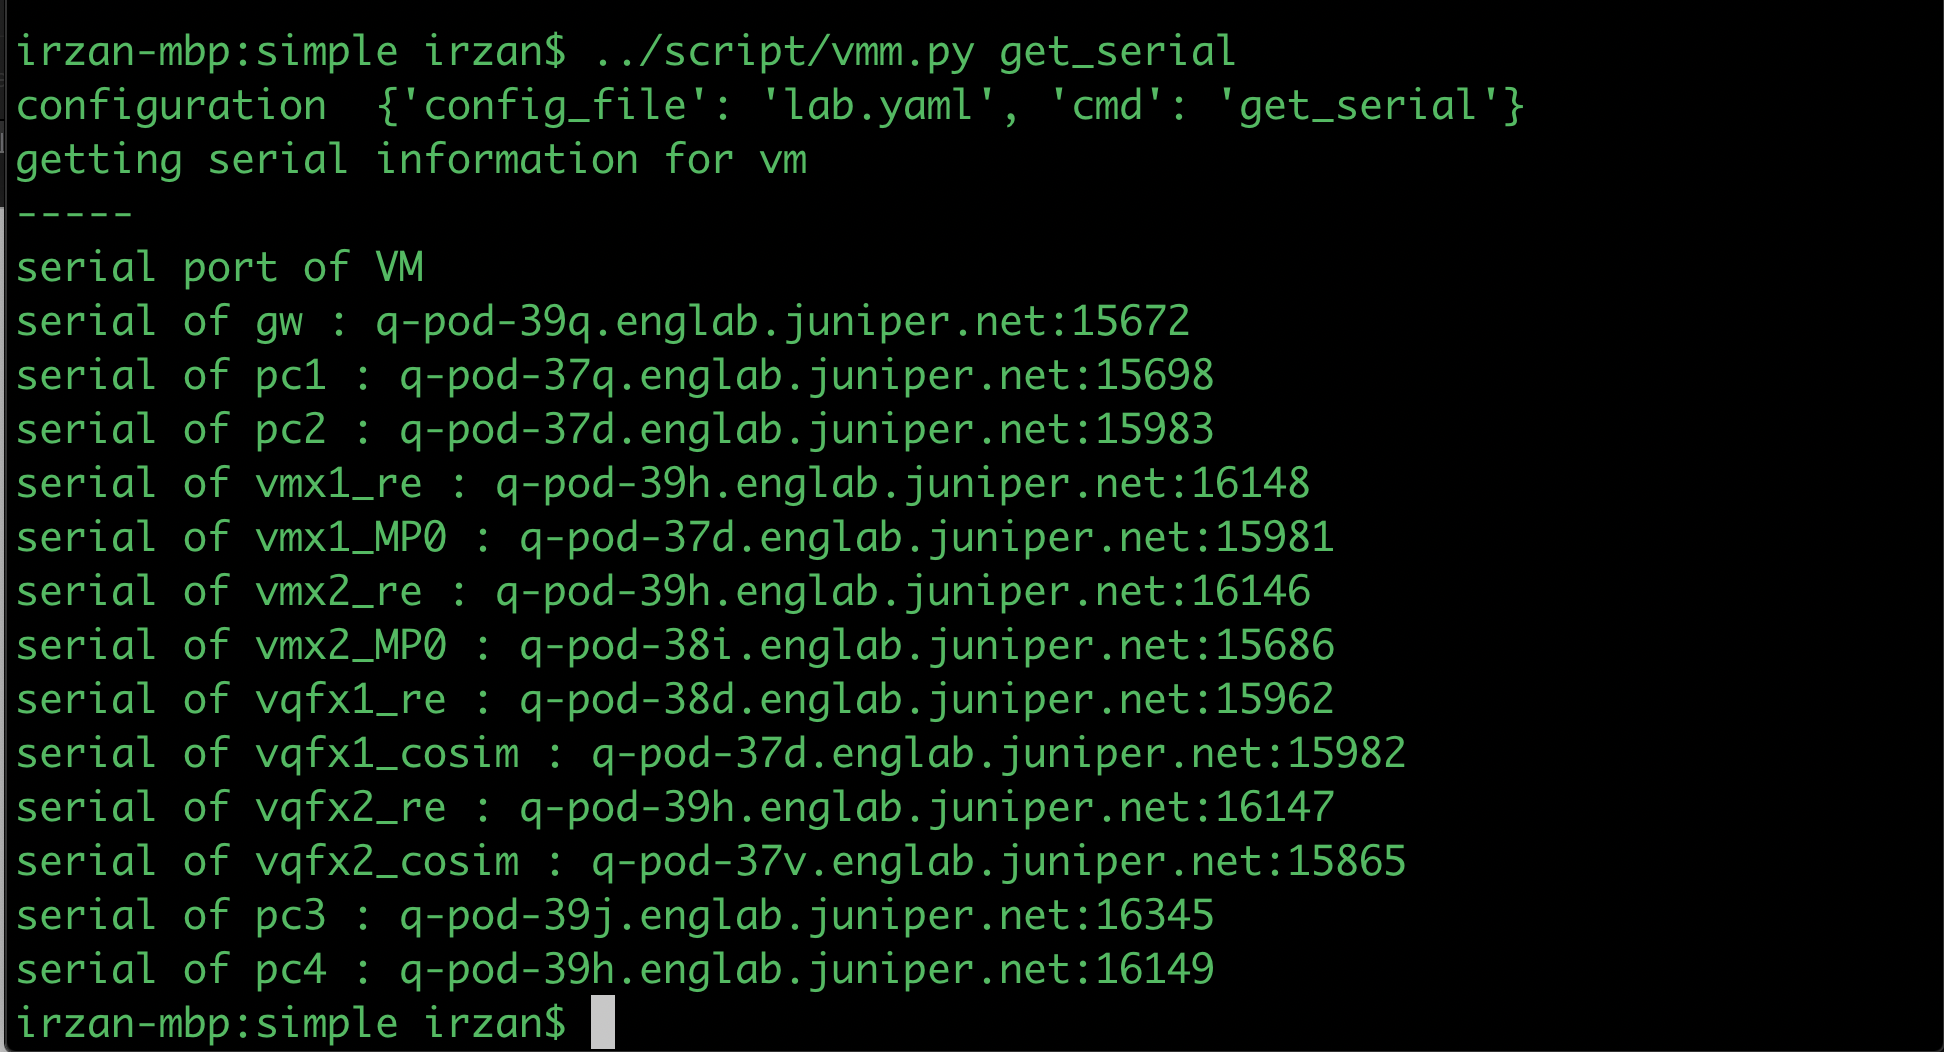 irzan-mbp:simple irzan$ ../script/vmm.py get_serial
configuration  {'config_file': 'lab.yaml', 'cmd': 'get_serial'}
getting serial information for vm
-----
serial port of VM
serial of gw : q-pod-39q.englab.juniper.net:15672
serial of pc1 : q-pod-37q.englab.juniper.net:15698
serial of pc2 : q-pod-37d.englab.juniper.net:15983
serial of vmx1_re : q-pod-39h.englab.juniper.net:16148
serial of vmx1_MP0 : q-pod-37d.englab.juniper.net:15981
serial of vmx2_re : q-pod-39h.englab.juniper.net:16146
serial of vmx2_MP0 : q-pod-38i.englab.juniper.net:15686
serial of vqfx1_re : q-pod-38d.englab.juniper.net:15962
serial of vqfx1_cosim : q-pod-37d.englab.juniper.net:15982
serial of vqfx2_re : q-pod-39h.englab.juniper.net:16147
serial of vqfx2_cosim : q-pod-37v.englab.juniper.net:15865
serial of pc3 : q-pod-39j.englab.juniper.net:16345
serial of pc4 : q-pod-39h.englab.juniper.net:16149
irzan-mbp:simple irzan$